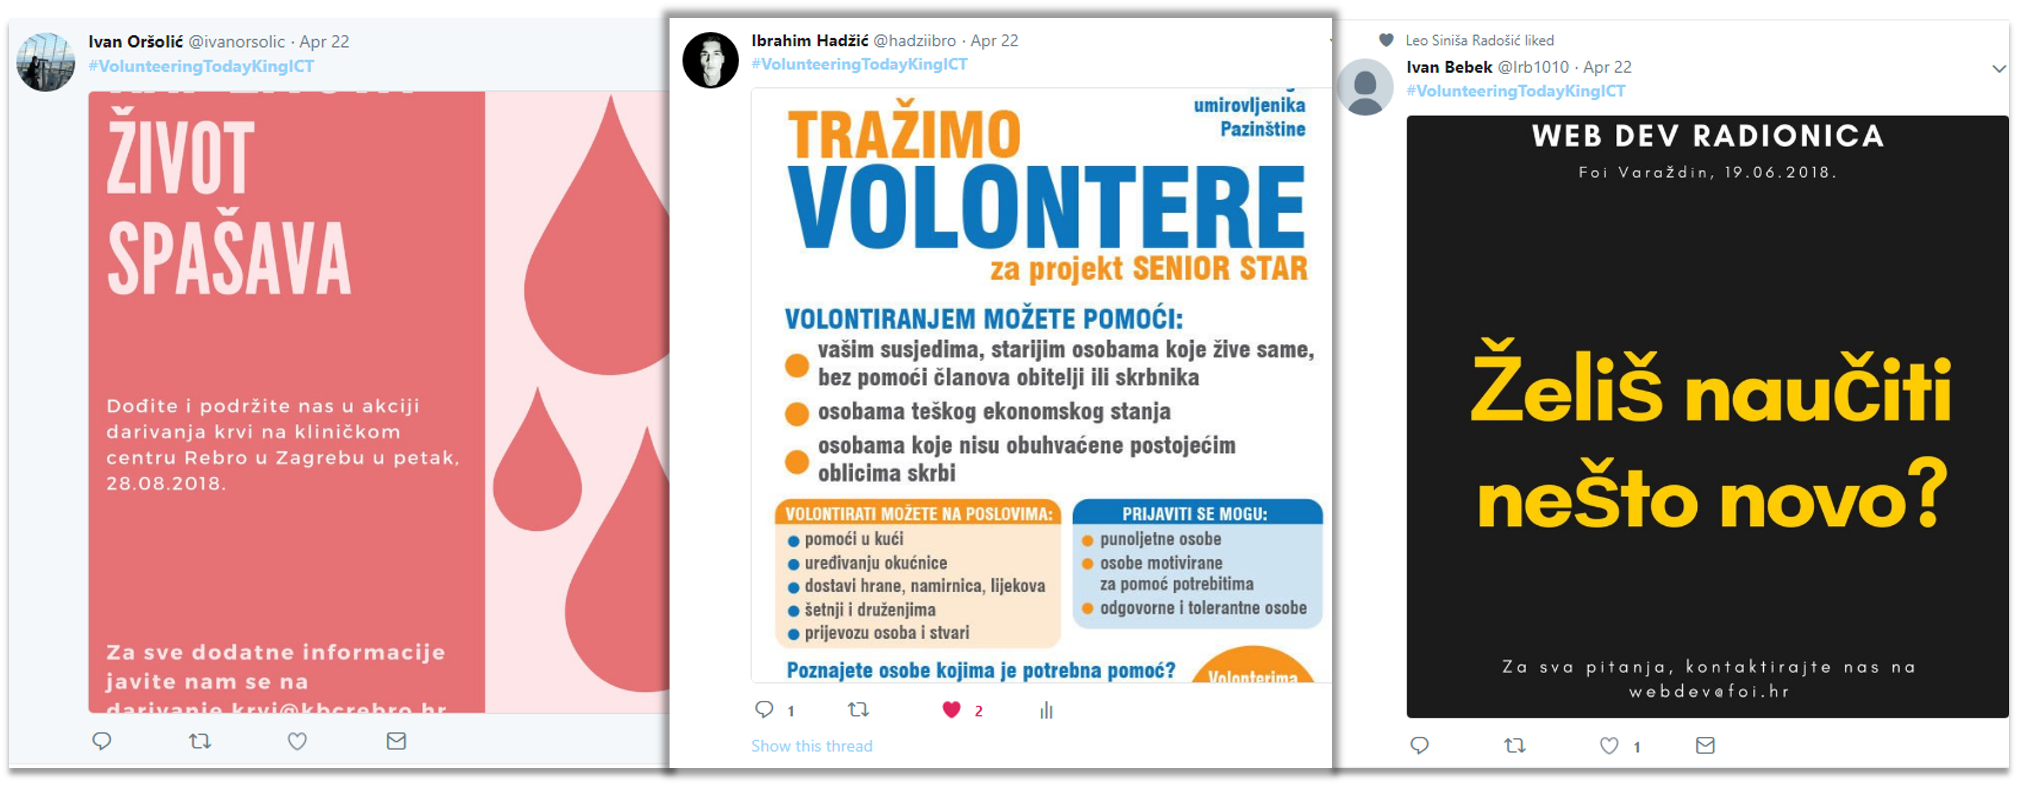 Ivan Oršolić @ivanorsolic · Apr 22
#VolunteeringTodayKingICT
ŽIVOT
SPAŠAVA
Dođite i podržite nas u akciji
darivanja krvi na kliničkom
centru Rebro u Zagrebu u petak,
28.08.2018.
Za sve dodatne informacije
javite nam se na
darivanje.krvi@kbcrebro.hr
Ibrahim Hadžić @hadziibro · Apr 22
#VolunteeringTodayKingICT
umirovljenika
Pazinštine
TRAŽIMO
VOLONTERE
za projekt SENIOR STAR
VOLONTIRANJEM MOŽETE POMOĆI:
vašim susjedima, starijim osobama koje žive same,
bez pomoći članova obitelji ili skrbnika
osobama teškog ekonomskog stanja
osobama koje nisu obuhvaćene postojećim
oblicima skrbi
VOLONTIRATI MOŽETE NA POSLOVIMA:
pomoći u kući
uređivanju okućnice
dostavi hrane, namirnica, lijekova
šetnji i druženjima
prijevozu osoba i stvari
PRIJAVITI SE MOGU:
punoljetne osobe
osobe motivirane
za pomoć potrebitima
odgovorne i tolerantne osobe
Poznajete osobe kojima je potrebna pomoć?
Volonterima
1
2
Show this thread
Leo Siniša Radošić liked
Ivan Bebek @Irb1010 · Apr 22
#VolunteeringTodayKingICT
WEB DEV RADIONICA
Foi Varaždin, 19.06.2018.
Želiš naučiti
nešto novo?
Za sva pitanja, kontaktirajte nas na
webdev@foi.hr
1